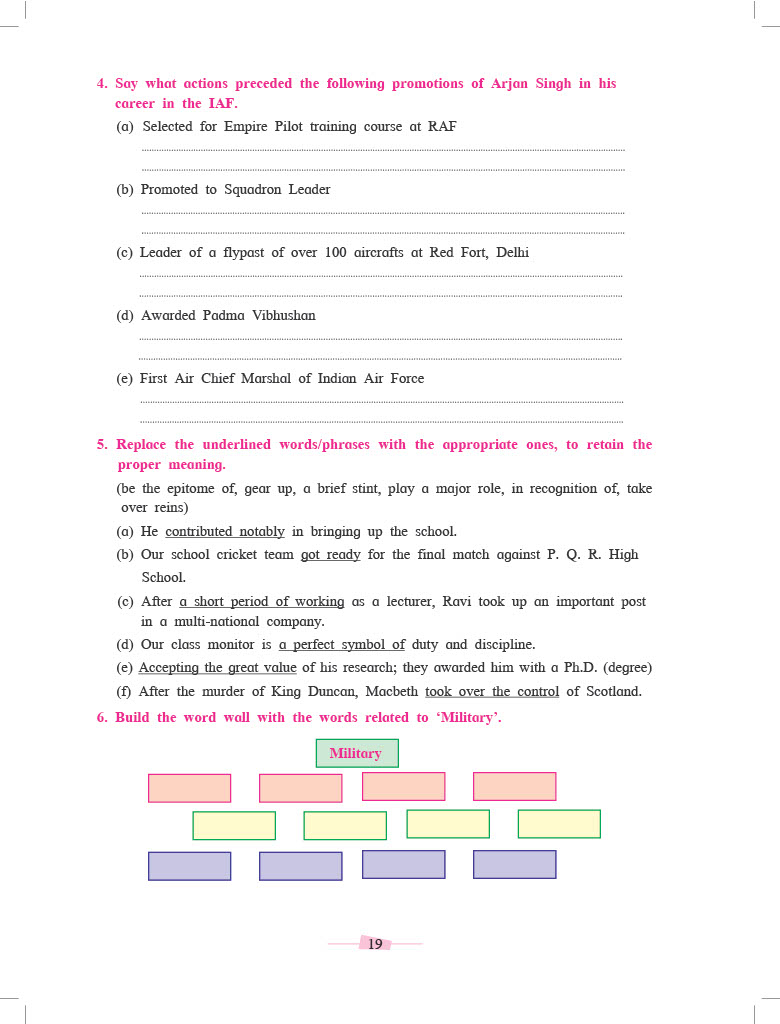 4. Say what actions preceded the following promotions of Arjan Singh in his
career in the IAF.
(a) Selected for Empire Pilot training course at RAF
(b) Promoted to Squadron Leader
(c) Leader of a flypast of over 100 aircrafts at Red Fort, Delhi
(d) Awarded Padma Vibhushan
(e) First Air Chief Marshal of Indian Air Force
5. Replace the underlined words/phrases with the appropriate ones, to retain the
proper meaning.
(be the epitome of, gear up, a brief stint, play a major role, in recognition of, take
over reins)
(a) He contributed notably in bringing up the school.
(b) Our school cricket team got ready for the final match against P. Q. R. High
School.
(c) After a short period of working as a lecturer, Ravi took up an important post
in a multi-national company.
(d) Our class monitor is a perfect symbol of duty and discipline.
(e) Accepting the great value of his research; they awarded him with a Ph.D. (degree)
(f) After the murder of King Duncan, Macbeth took over the control of Scotland.
6. Build the word wall with the words related to ‘Military’.
Military
19